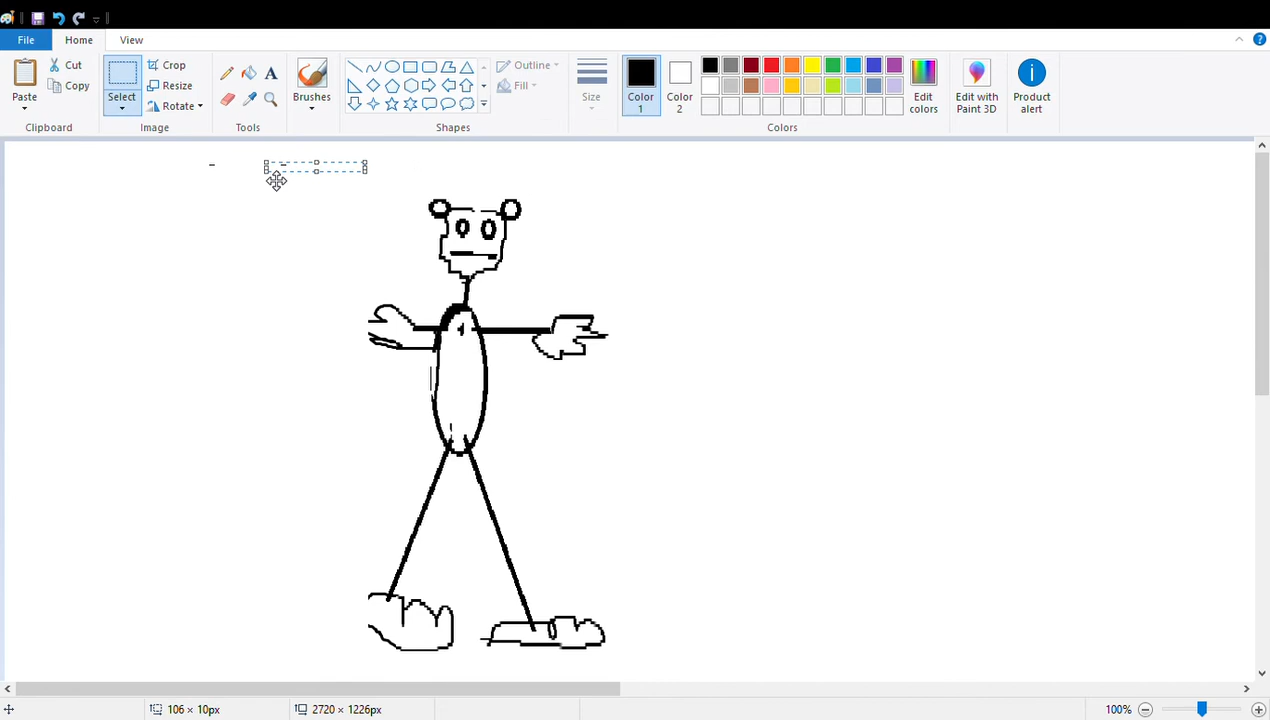 File Home View
Paste
Cut
Copy
Clipboard
Select
Crop
Resize
Rotate
Image
A
Tools
Brushes
Outline
Fill
Shapes
Size
Color 1
Color 2
Edit colors
Colors
Edit with Paint 3D
Product alert
106 × 10px 2720 × 1226px 100%